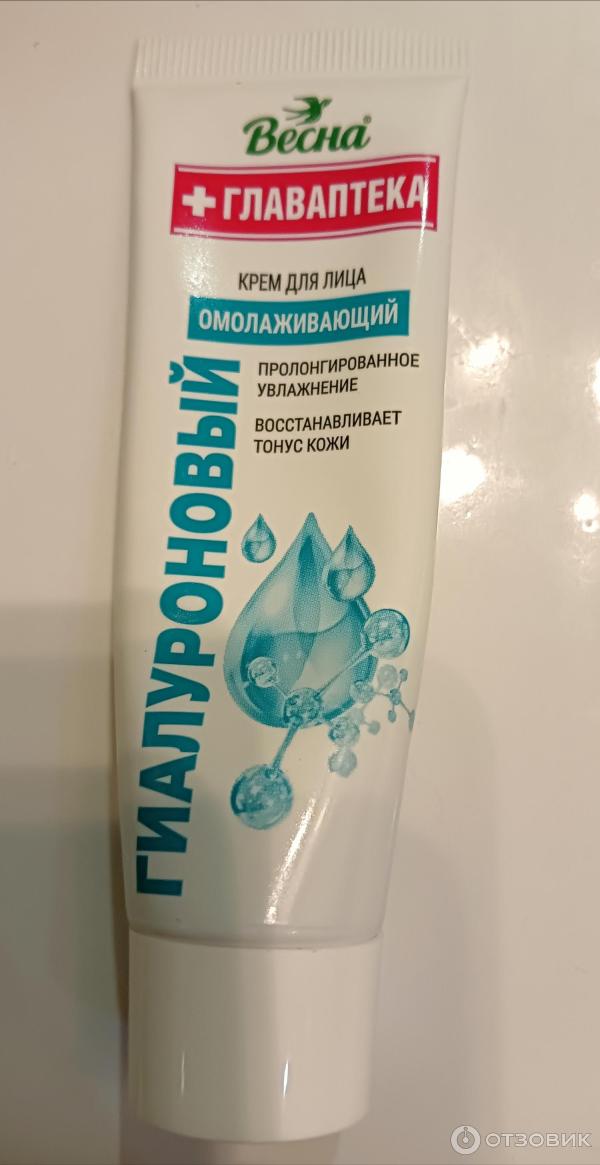 Весна®
+ГЛАВАПТЕКА
КРЕМ ДЛЯ ЛИЦА
ОМОЛАЖИВАЮЩИЙ
ПРОЛОНГИРОВАННОЕ
УВЛАЖНЕНИЕ
ВОССТАНАВЛИВАЕТ
ТОНУС КОЖИ
ГИАЛУРОНОВЫЙ
ОТЗОВИК